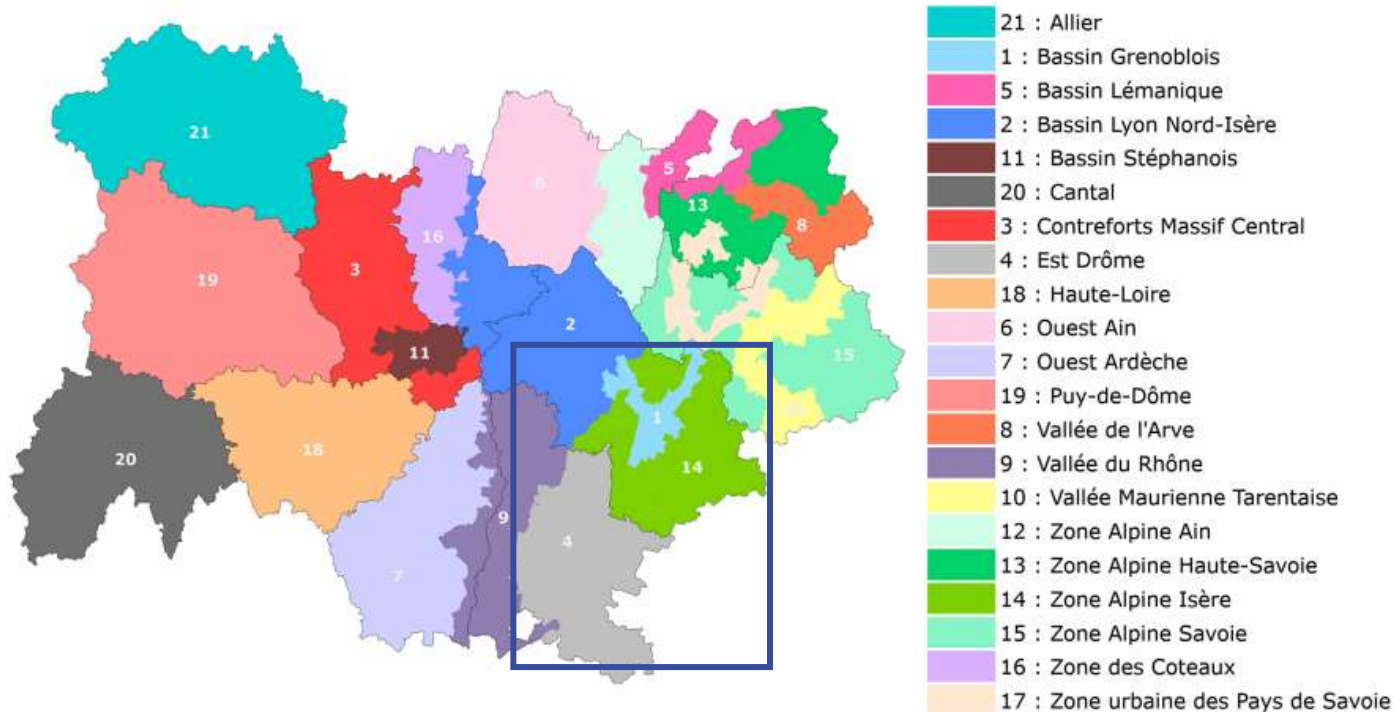 21 : Allier
1 : Bassin Grenoblois
5 : Bassin Lémanique
2 : Bassin Lyon Nord-Isère
11 : Bassin Stéphanois
20 : Cantal
3 : Contreforts Massif Central
4 : Est Drôme
18 : Haute-Loire
6 : Ouest Ain
7 : Ouest Ardèche
19 : Puy-de-Dôme
8 : Vallée de l'Arve
9 : Vallée du Rhône
10 : Vallée Maurienne Tarentaise
12 : Zone Alpine Ain
13 : Zone Alpine Haute-Savoie
14 : Zone Alpine Isère
15 : Zone Alpine Savoie
16 : Zone des Coteaux
17 : Zone urbaine des Pays de Savoie
21
5
6
13
8
16
3
19
2
11
15
1
20
18
14
9
4
7